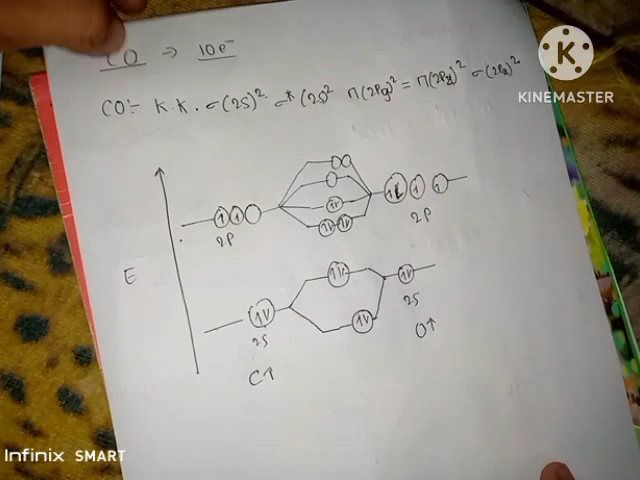 CO → 10e⁻
KINEMASTER
CO:- K.K. σ(2S)² σ*(2S)² π(2Py)² = π(2Pz)² σ(2Px)²
2P
2P
E
2S
2S
O↑
C↑
Infinix SMART